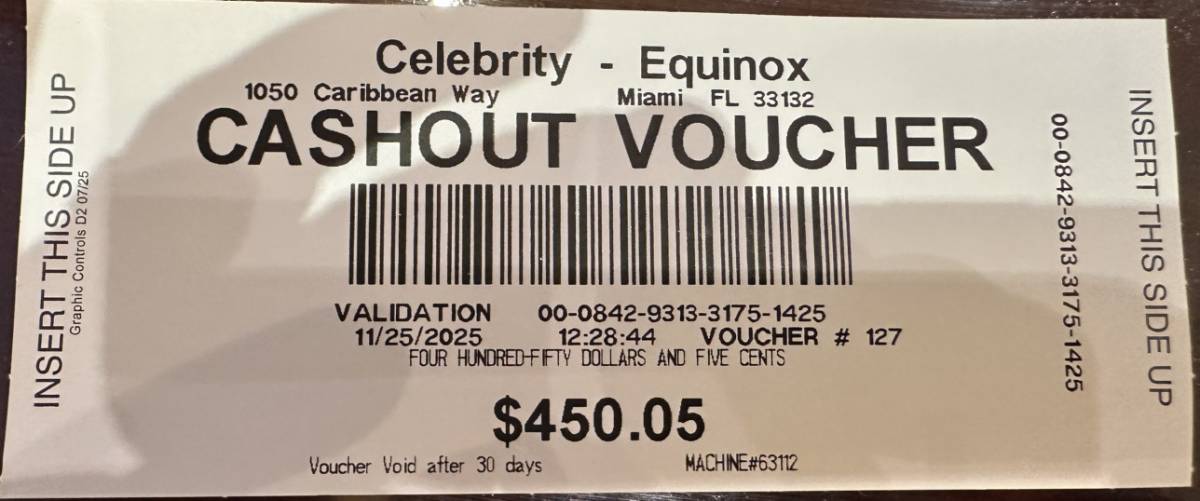 Celebrity - Equinox
1050 Caribbean Way Miami FL 33132
CASHOUT VOUCHER
VALIDATION 00-0842-9313-3175-1425
11/25/2025 12:28:44 VOUCHER # 127
FOUR HUNDRED-FIFTY DOLLARS AND FIVE CENTS
$450.05
Voucher Void after 30 days MACHINE#63112
INSERT THIS SIDE UP
Graphic Controls D2 07/25
00-0842-9313-3175-1425
INSERT THIS SIDE UP